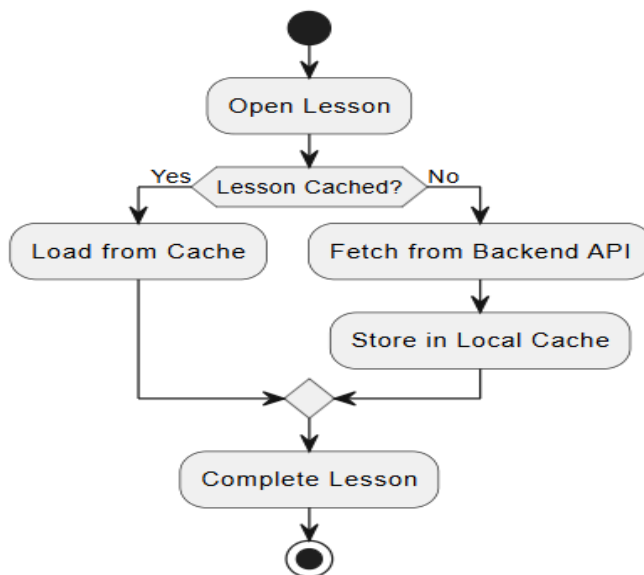 Open Lesson
Yes
Lesson Cached?
No
Load from Cache
Fetch from Backend API
Store in Local Cache
Complete Lesson